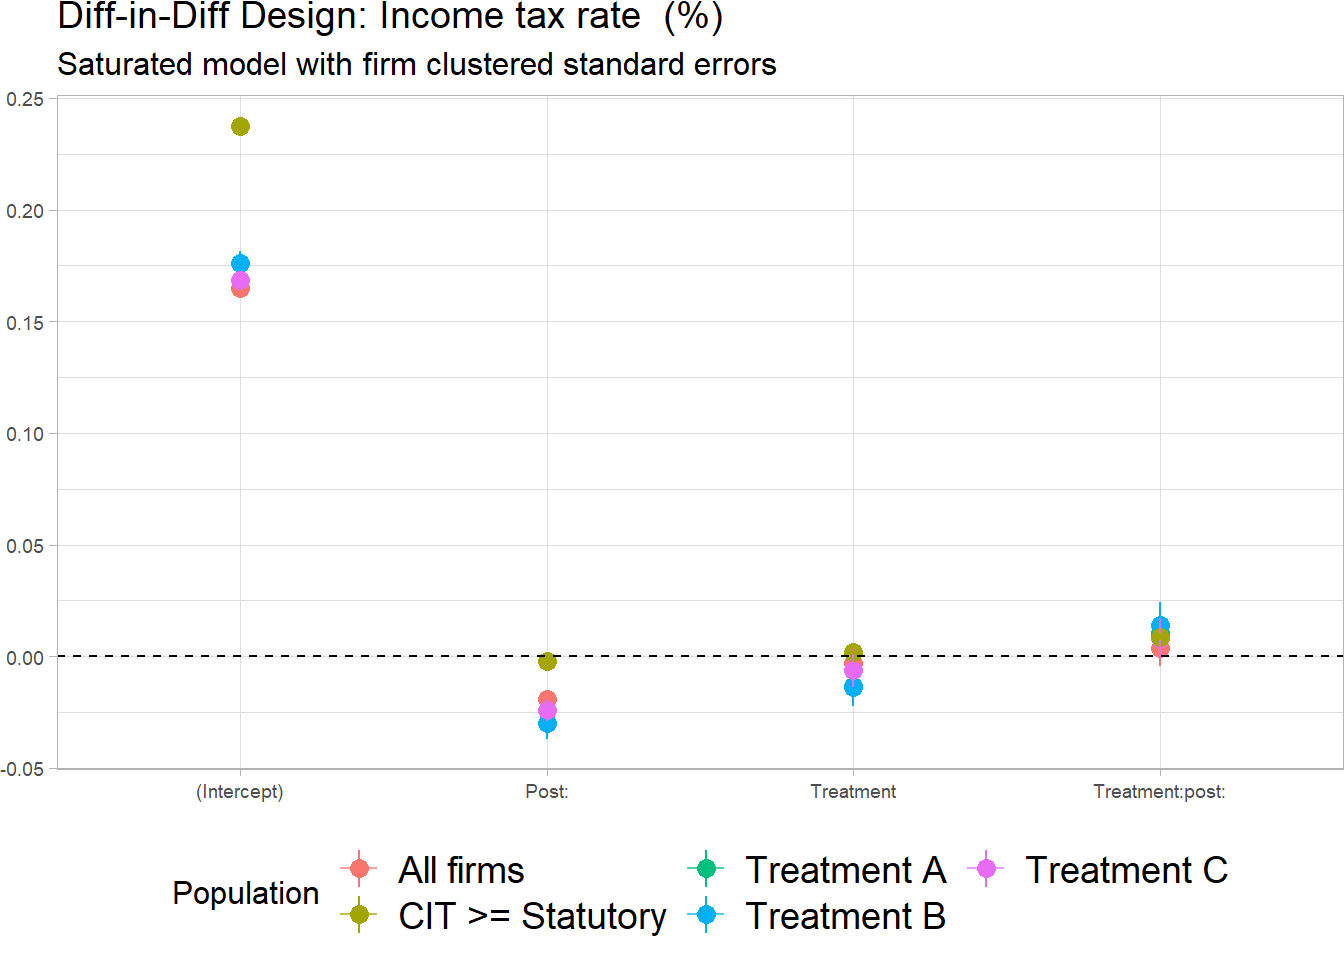 Diff-in-Diff Design: Income tax rate  (%)
Saturated model with firm clustered standard errors
0.25
0.20
0.15
0.10
0.05
0.00
-0.05
(Intercept)
Post:
Treatment
Treatment:post:
Population
All firms
CIT >= Statutory
Treatment A
Treatment B
Treatment C